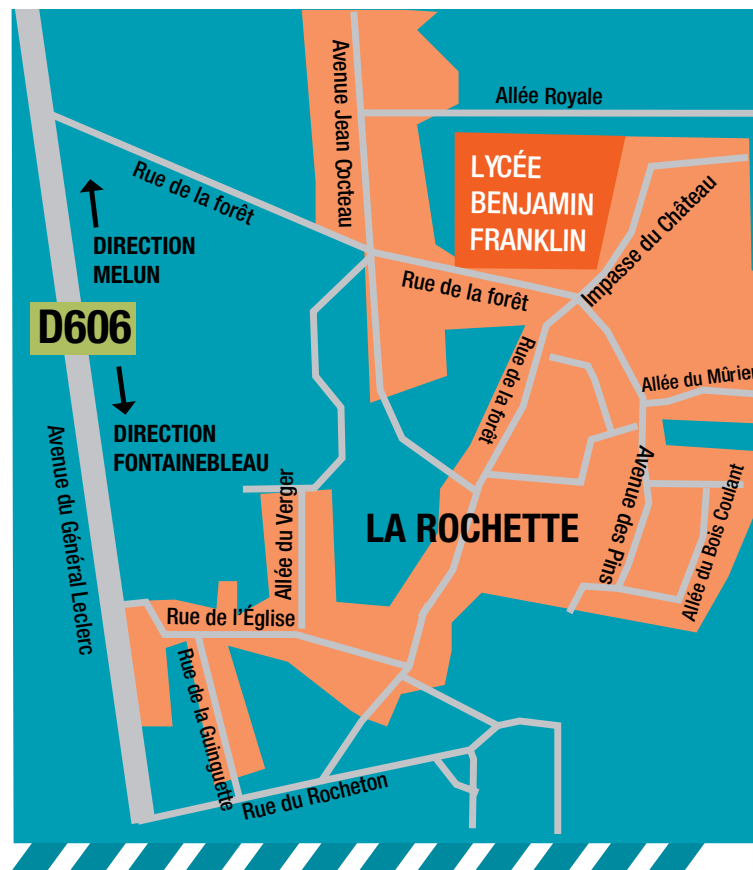 Avenue Jean Cocteau
Allée Royale
Rue de la forêt
LYCÉE
BENJAMIN
FRANKLIN
Impasse du Château
DIRECTION
MELUN
Rue de la forêt
D606
Rue de la forêt
Allée du Mûrier
DIRECTION
FONTAINEBLEAU
Avenue du Général Leclerc
Allée du Verger
LA ROCHETTE
Avenue des Pins
Allée du Bois Coulant
Rue de l'Église
Rue de la Guinguette
Rue du Rocheton